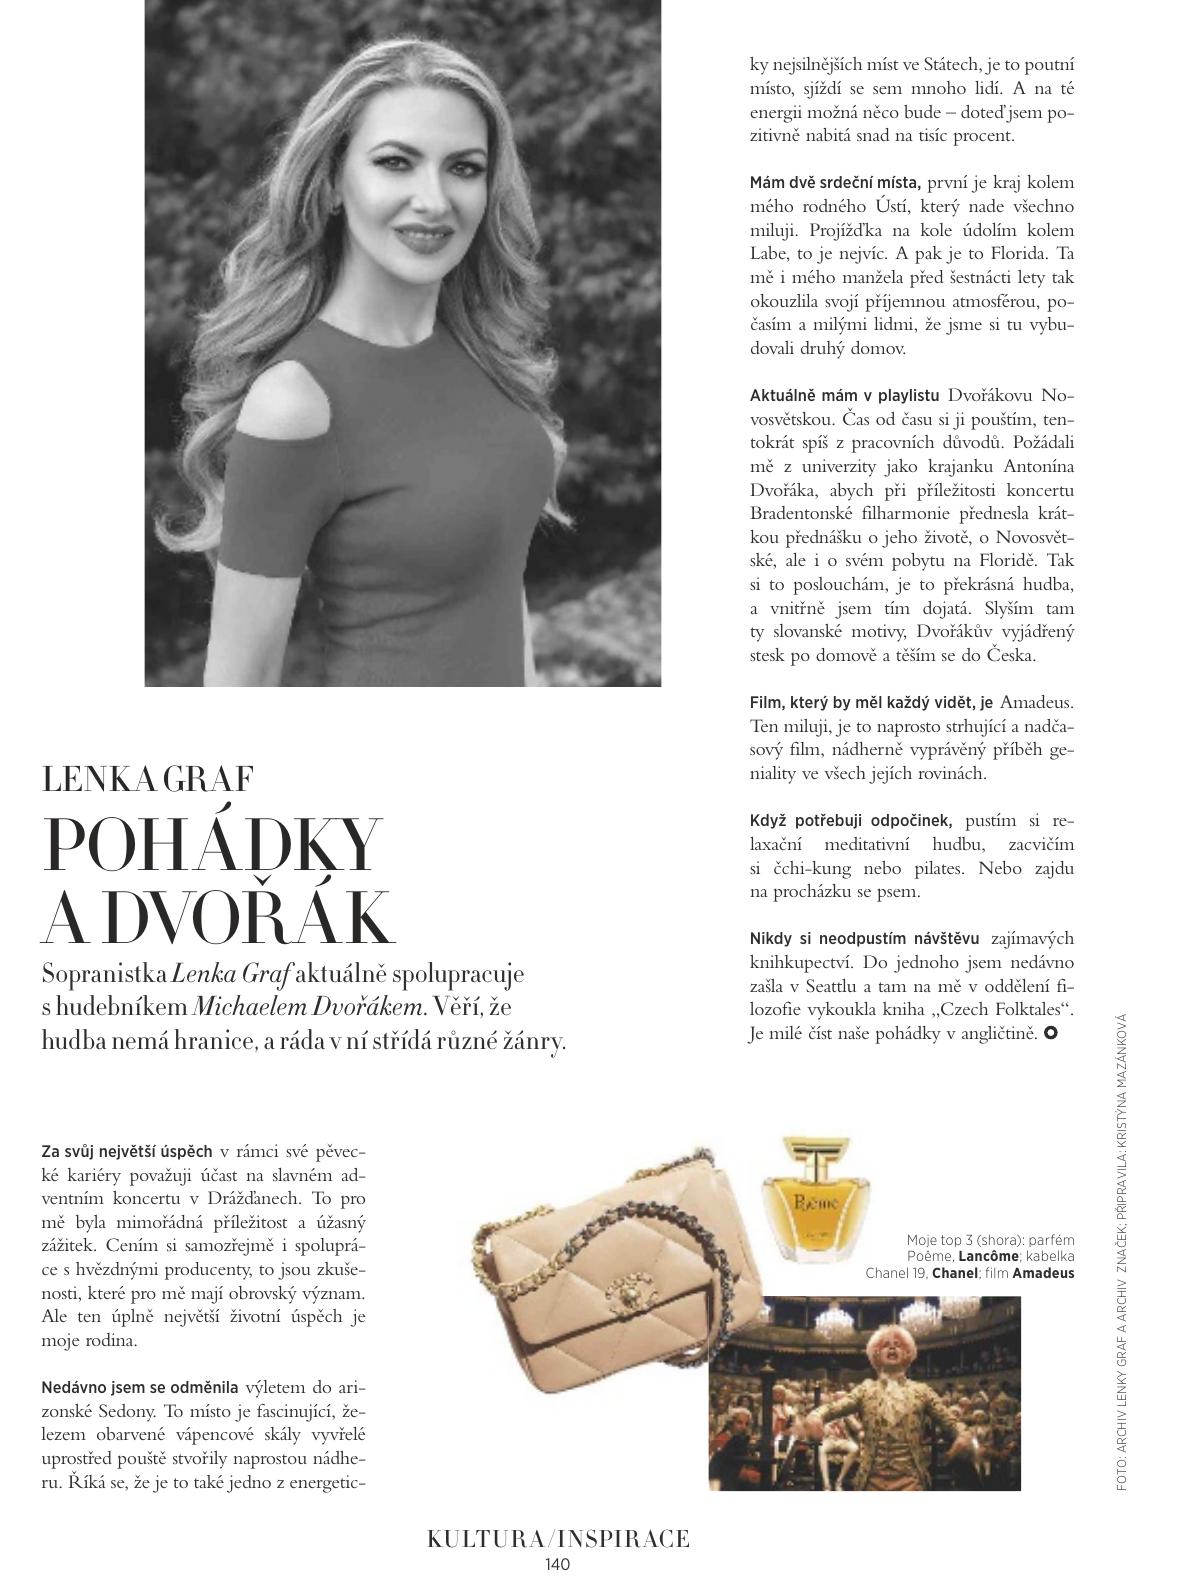 LENKA GRAF
POHÁDKY
A DVOŘÁK
Sopranistka Lenka Graf aktuálně spolupracuje
s hudebníkem Michaelem Dvořákem. Věří, že
hudba nemá hranice, a ráda v ní střídá různé žánry.
Za svůj největší úspěch v rámci své pěvec-
ké kariéry považuji účast na slavném ad-
ventním koncertu v Drážďanech. To pro
mě byla mimořádná příležitost a úžasný
zážitek. Cením si samozřejmě i spoluprá-
ce s hvězdnými producenty, to jsou zkuše-
nosti, které pro mě mají obrovský význam.
Ale ten úplně největší životní úspěch je
moje rodina.
Nedávno jsem se odměnila výletem do ari-
zonské Sedony. To místo je fascinující, že-
lezem obarvené vápencové skály vyvřelé
uprostřed pouště stvořily naprostou nádhe-
ru. Říká se, že je to také jedno z energetic-
ky nejsilnějších míst ve Státech, je to poutní
místo, sjíždí se sem mnoho lidí. A na té
energii možná něco bude – doteď jsem po-
zitivně nabitá snad na tisíc procent.
Mám dvě srdeční místa, první je kraj kolem
mého rodného Ústí, který nade všechno
miluji. Projížďka na kole údolím kolem
Labe, to je nejvíc. A pak je to Florida. Ta
mě i mého manžela před šestnácti lety tak
okouzlila svojí příjemnou atmosférou, po-
časím a milými lidmi, že jsme si tu vybu-
dovali druhý domov.
Aktuálně mám v playlistu Dvořákovu No-
vosvětskou. Čas od času si ji pouštím, ten-
tokrát spíš z pracovních důvodů. Požádali
mě z univerzity jako krajanku Antonína
Dvořáka, abych při příležitosti koncertu
Bradentonské filharmonie přednesla krát-
kou přednášku o jeho životě, o Novosvět-
ské, ale i o svém pobytu na Floridě. Tak
si to poslouchám, je to překrásná hudba,
a vnitřně jsem tím dojatá. Slyším tam
ty slovanské motivy, Dvořákův vyjádřený
stesk po domově a těším se do Česka.
Film, který by měl každý vidět, je Amadeus.
Ten miluji, je to naprosto strhující a nadča-
sový film, nádherně vyprávěný příběh ge-
niality ve všech jejích rovinách.
Když potřebuji odpočinek, pustím si re-
laxační meditativní hudbu, zacvičím
si čchi-kung nebo pilates. Nebo zajdu
na procházku se psem.
Nikdy si neodpustím návštěvu zajímavých
knihkupectví. Do jednoho jsem nedávno
zašla v Seattlu a tam na mě v oddělení fi-
lozofie vykoukla kniha „Czech Folktales“.
Je milé číst naše pohádky v angličtině.
Poême
Moje top 3 (shora): parfém
Poême, Lancôme; kabelka
Chanel 19, Chanel; film Amadeus
FOTO: ARCHIV LENKY GRAF A ARCHIV ZNAČEK; PŘIPRAVILA: KRISTÝNA MAZÁNKOVÁ
KULTURA/INSPIRACE
140